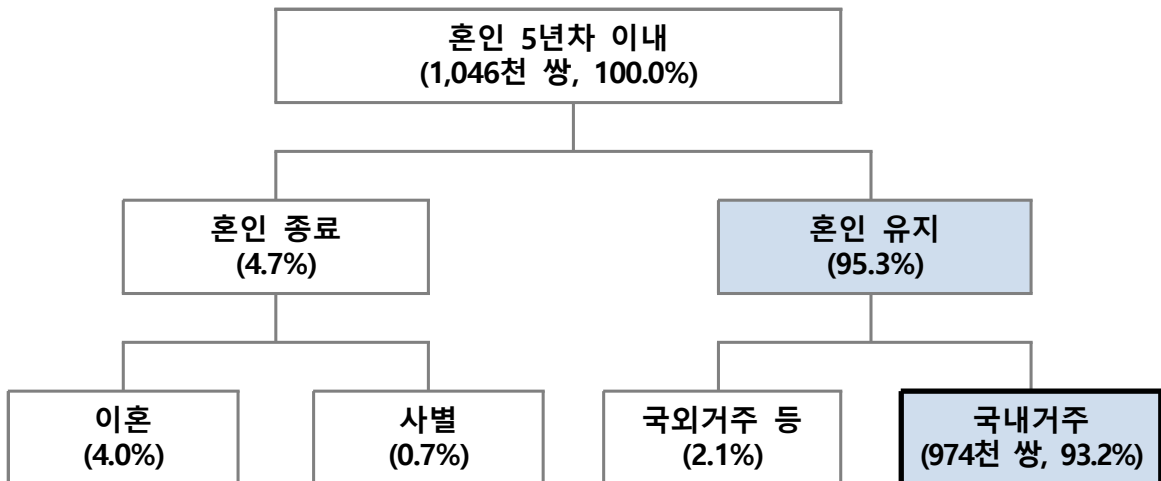 혼인 5년차 이내
(1,046천 쌍, 100.0%)
혼인 종료
(4.7%)
혼인 유지
(95.3%)
이혼
(4.0%)
사별
(0.7%)
국외거주 등
(2.1%)
국내거주
(974천 쌍, 93.2%)